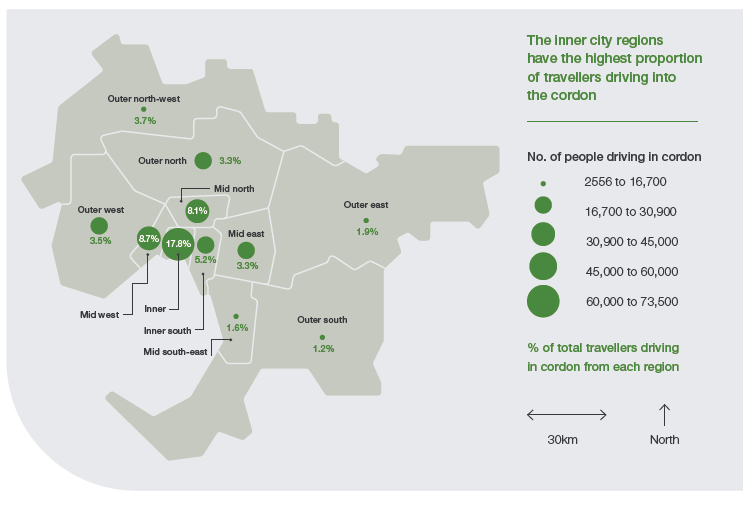 The inner city regions
have the highest proportion
of travellers driving into
the cordon
No. of people driving in cordon
2556 to 16,700
16,700 to 30,900
30,900 to 45,000
45,000 to 60,000
60,000 to 73,500
% of total travellers driving
in cordon from each region
30km
North
Outer north-west
3.7%
Outer north
3.3%
Mid north
8.1%
Outer west
3.5%
8.7%
17.8%
5.2%
Mid east
3.3%
Outer east
1.9%
Mid west
Inner
Inner south
Mid south-east
1.6%
Outer south
1.2%